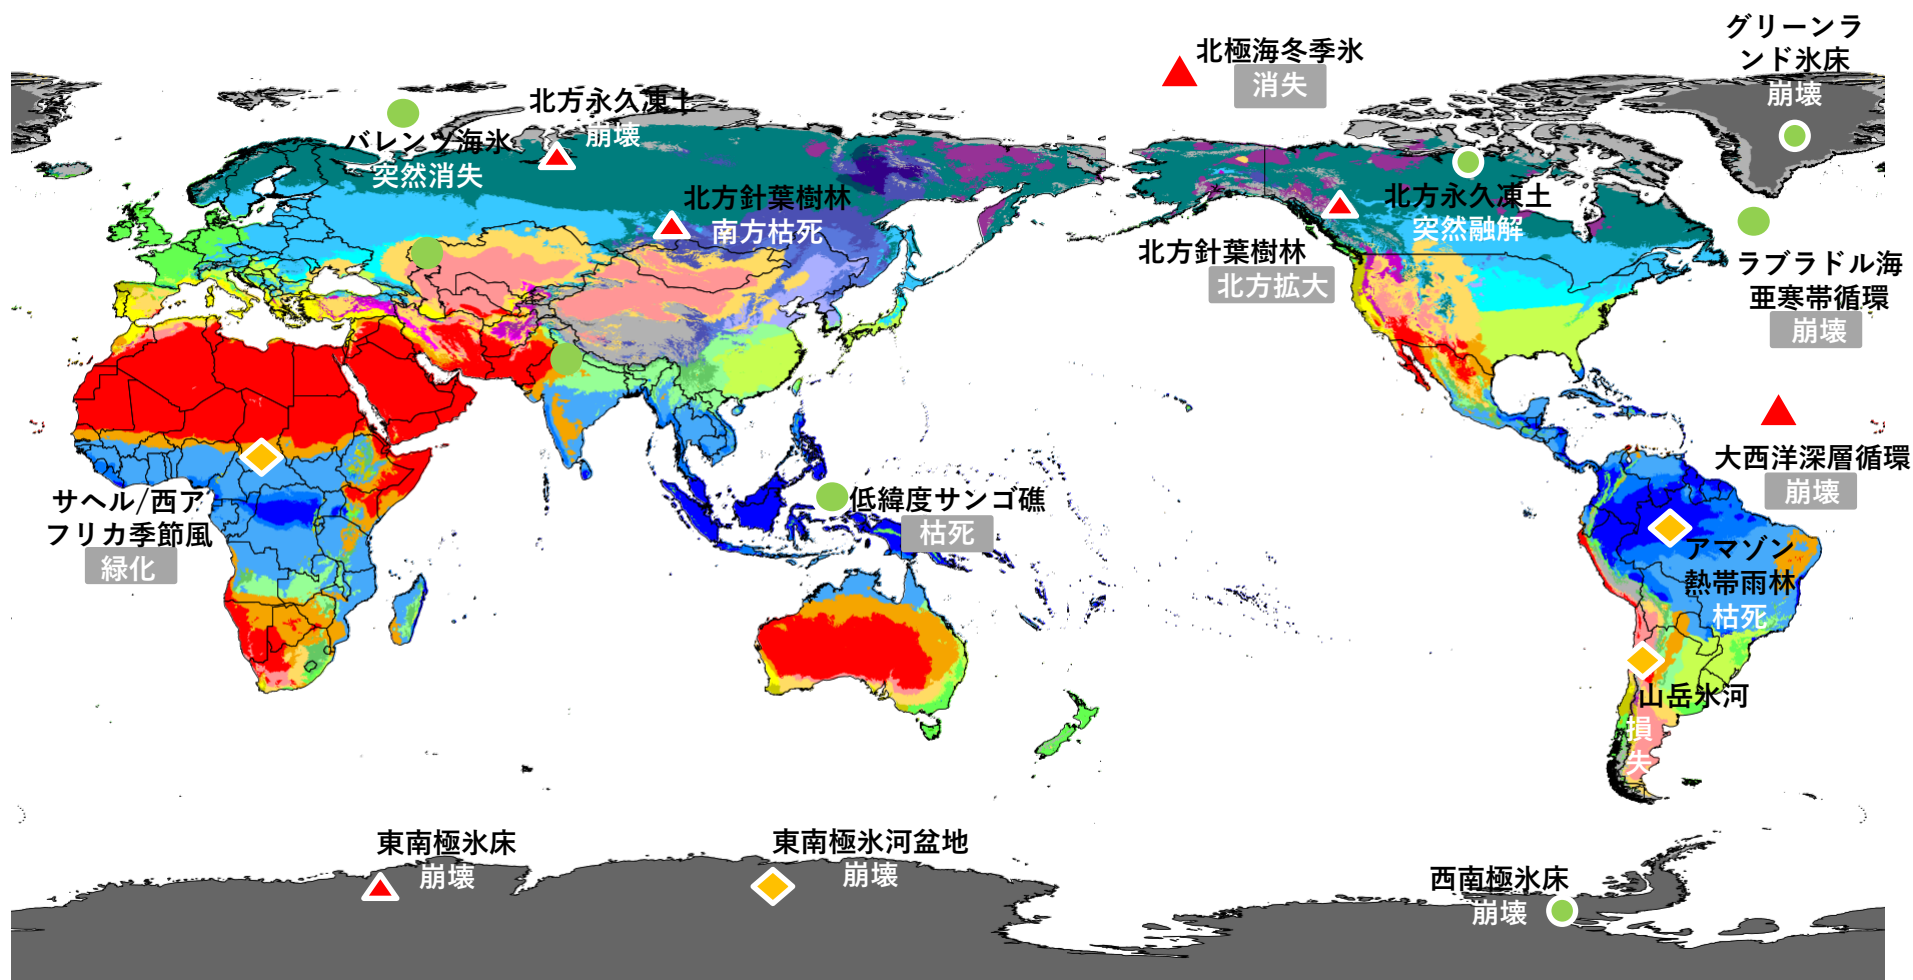 グリーンラ
ンド氷床
崩壊
北極海冬季氷
消失
北方永久凍土
崩壊
バレンツ海氷
突然消失
北方針葉樹林
南方枯死
北方永久凍土
突然融解
北方針葉樹林
北方拡大
ラブラドル海
亜寒帯循環
崩壊
大西洋深層循環
崩壊
サヘル/西ア
フリカ季節風
緑化
低緯度サンゴ礁
枯死
アマゾン
熱帯雨林
枯死
山岳氷河
損
失
東南極氷床
崩壊
東南極氷河盆地
崩壊
西南極氷床
崩壊